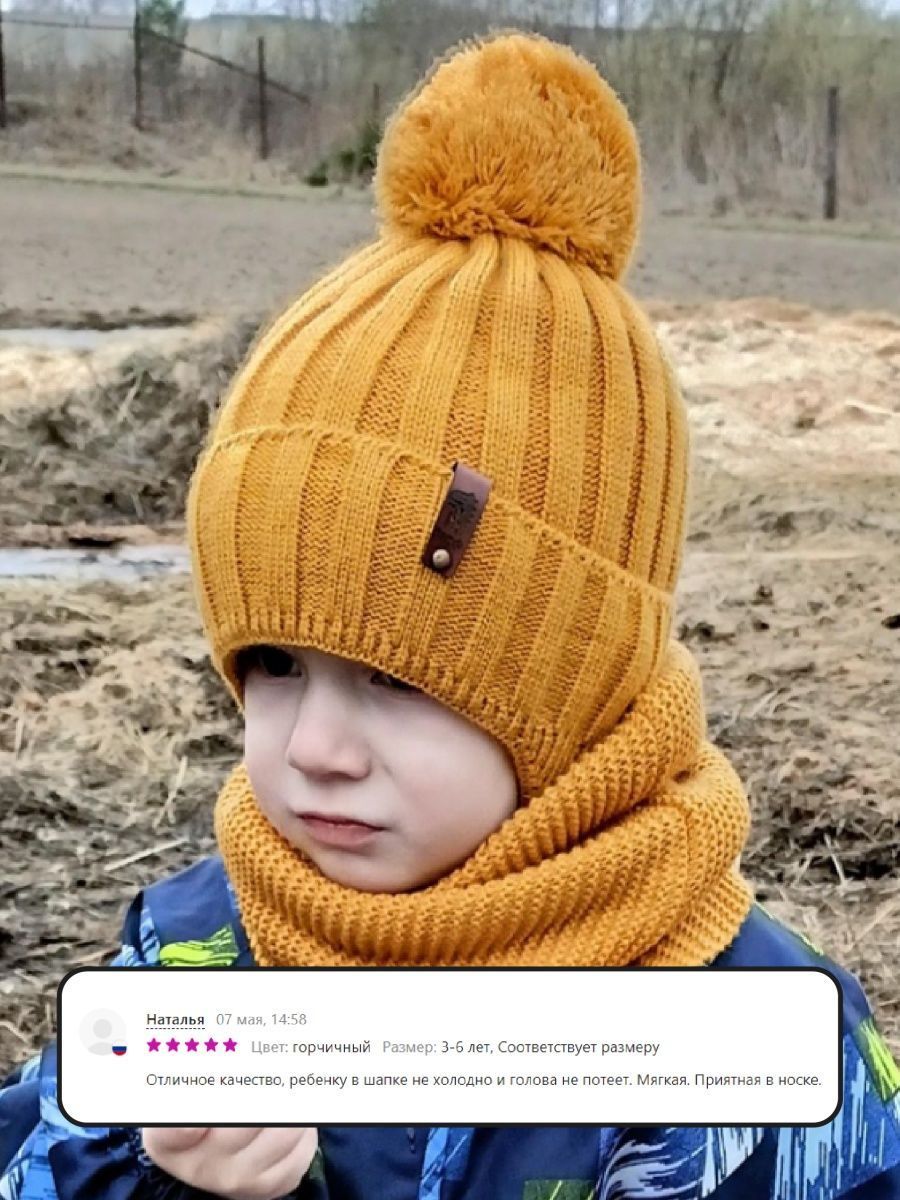 Наталья 07 мая, 14:58
Цвет: горчичный Размер: 3-6 лет, Соответствует размеру
Отличное качество, ребенку в шапке не холодно и голова не потеет. Мягкая. Приятная в носке.